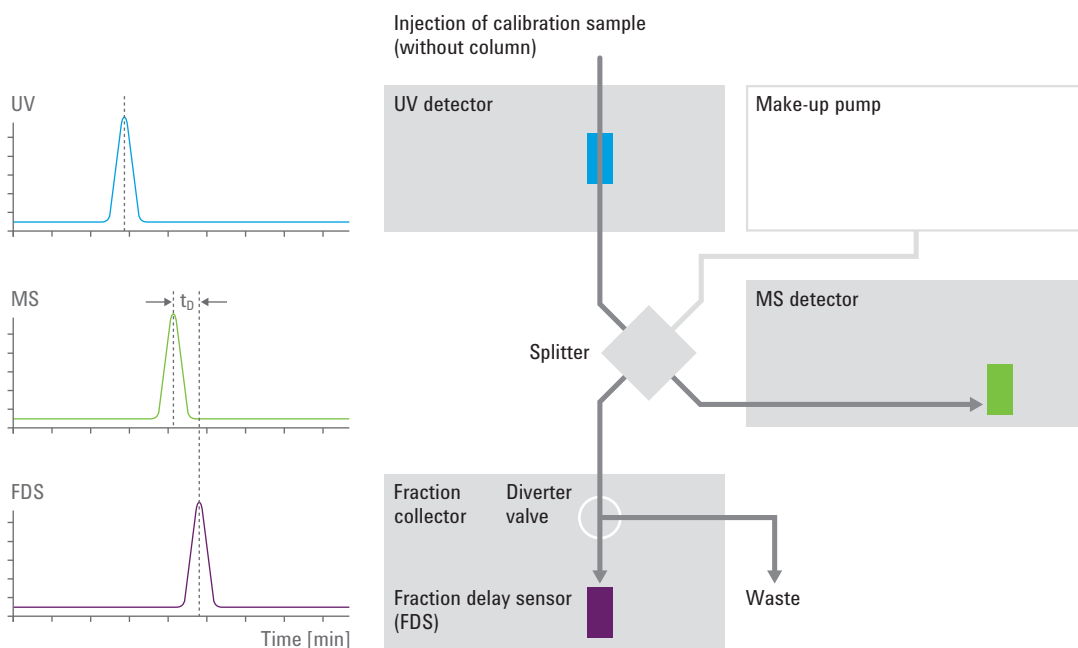 Injection of calibration sample
(without column)
UV
UV detector
Make-up pump
MS
t_D
MS detector
Splitter
FDS
Fraction
collector
Diverter
valve
Fraction delay sensor
(FDS)
Waste
Time [min]